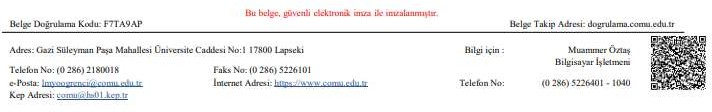 Bu belge, güvenli elektronik imza ile imzalanmıştır.
Belge Doğrulama Kodu: F7TA9AP Belge Takip Adresi: dogrulama.comu.edu.tr
Adres: Gazi Süleyman Paşa Mahallesi Üniversite Caddesi No:1 17800 Lapseki Bilgi için : Muammer Öztaş
Bilgisayar İşletmeni
Telefon No: (0 286) 2180018 Faks No: (0 286) 5226101
e-Posta: lmyoogrenci@comu.edu.tr İnternet Adresi: https://www.comu.edu.tr Telefon No: (0 286) 5226401 - 1040
Kep Adresi: comu@hs01.kep.tr